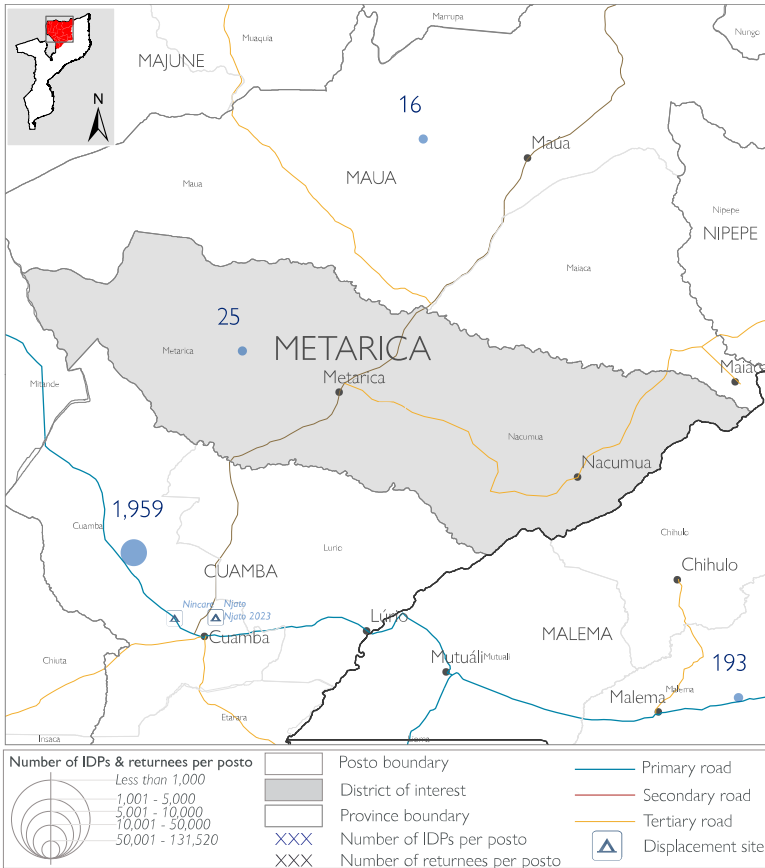 Marrupa
Nungo
Muaquia
MAJUNE
N
16
Maúa
MAUA
Maua
Nipepe
NIPEPE
Maiaca
25
METARICA
Metarica
Metarica
Maiaca
Mitande
Nacumua
Nacumua
1,959
Cuamba
Chihulo
Lurio
Chihulo
CUAMBA
Nincare
Njato
Njato 2023
Lúrio
MALEMA
Cuamba
Mutuáli
Mutuali
193
Chiuta
Malema
Malema
Etarara
Insaca
Number of IDPs & returnees per posto
Less than 1,000
1,001 - 5,000
5,001 - 10,000
10,001 - 50,000
50,001 - 131,520
Posto boundary
District of interest
Province boundary
XXX Number of IDPs per posto
XXX Number of returnees per posto
Primary road
Secondary road
Tertiary road
Displacement site